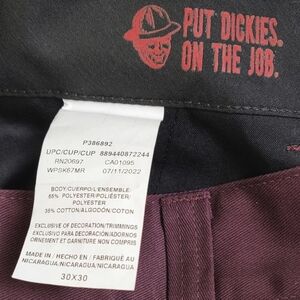 PUT DICKIES.
ON THE JOB.
P386892
UPC/CUP/CUP 889440872244
RN20697 CA01095
WPSK67MR 07/11/2022
BODY/CUERPO/L'ENSEMBLE:
65% POLYESTER/POLIÉSTER/
POLYESTER
35% COTTON/ALGODÓN/COTON
EXCLUSIVE OF DECORATION/TRIMMINGS
EXCLUSIVO PARA DECORACIÓN/ADORNOS
ORNEMENT ET GARNITURE NON COMPRIS
MADE IN / HECHO EN / FABRIQUÉ AU
NICARAGUA/NICARAGUA/NICARAGUA
30X30